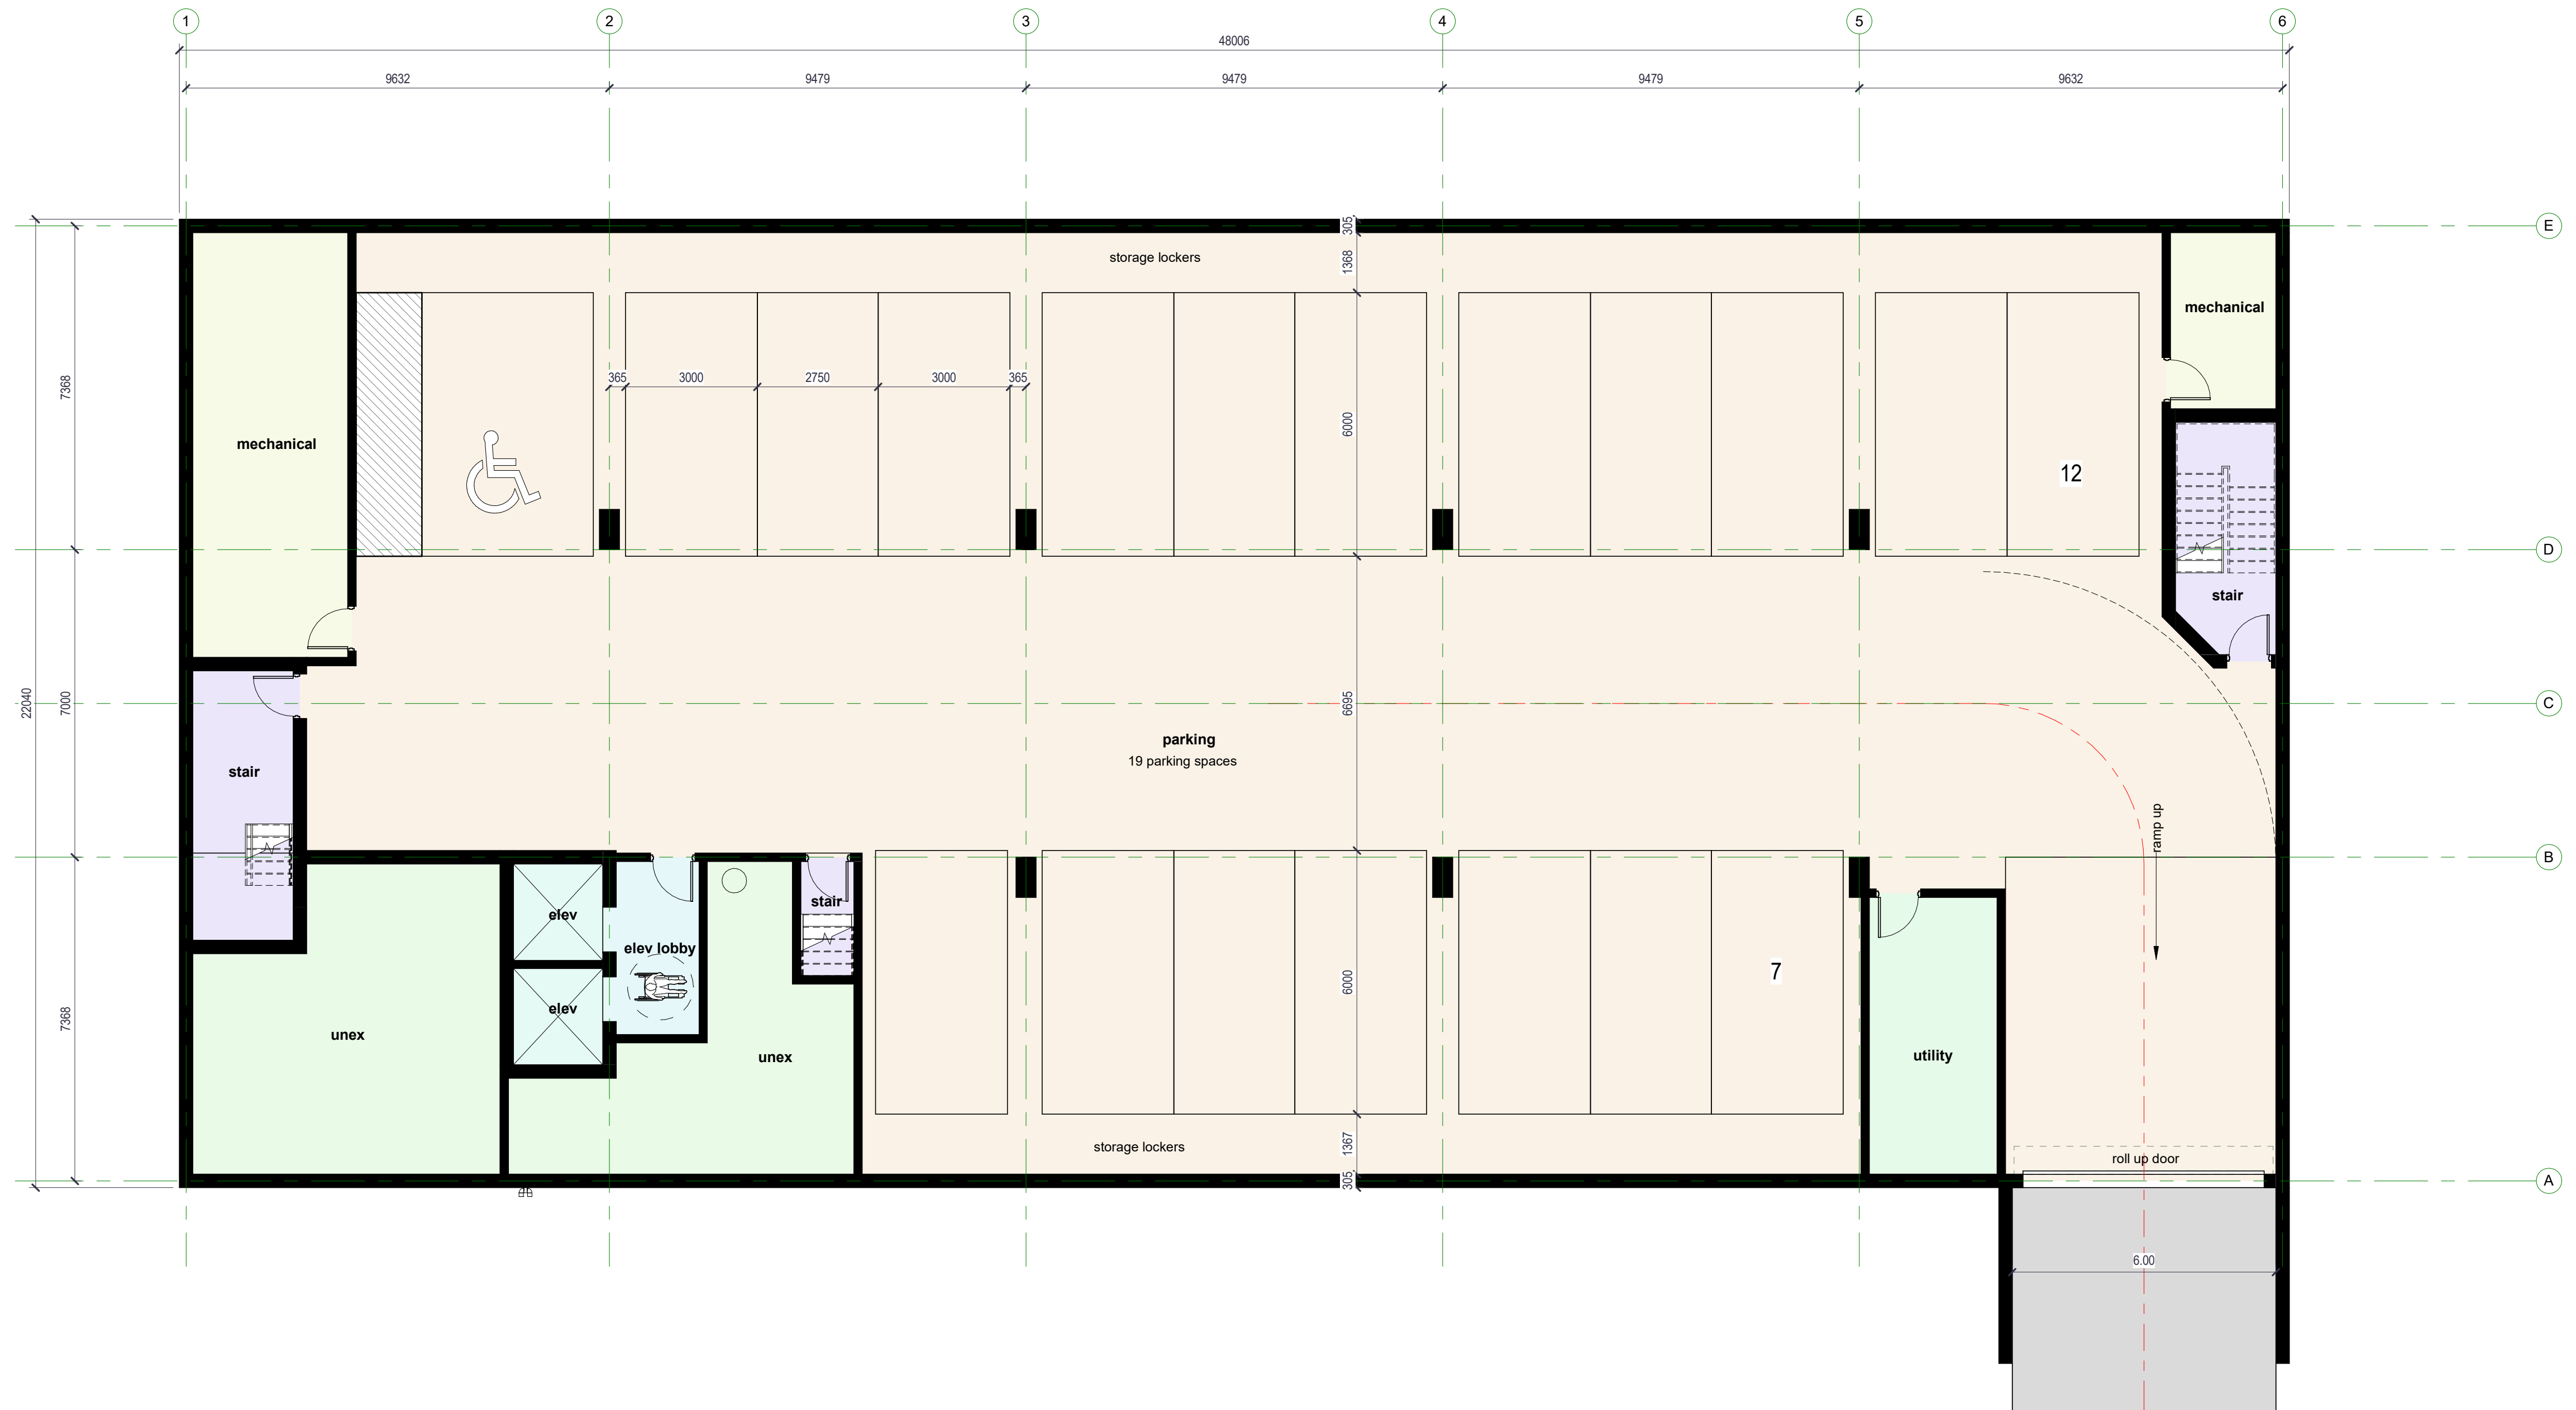 1 2 3 4 5 6
48006
9632 9479 9479 9479 9632
305
E
storage lockers
1368
mechanical
365 3000 2750 3000 365
7368
6000
mechanical
12
D
stair
22040
7000
6695
C
parking
19 parking spaces
stair
ramp up
B
stair
elev
elev lobby
7
7368
6000
elev
unex
unex
utility
storage lockers
1367
roll up door
305
A
6.00